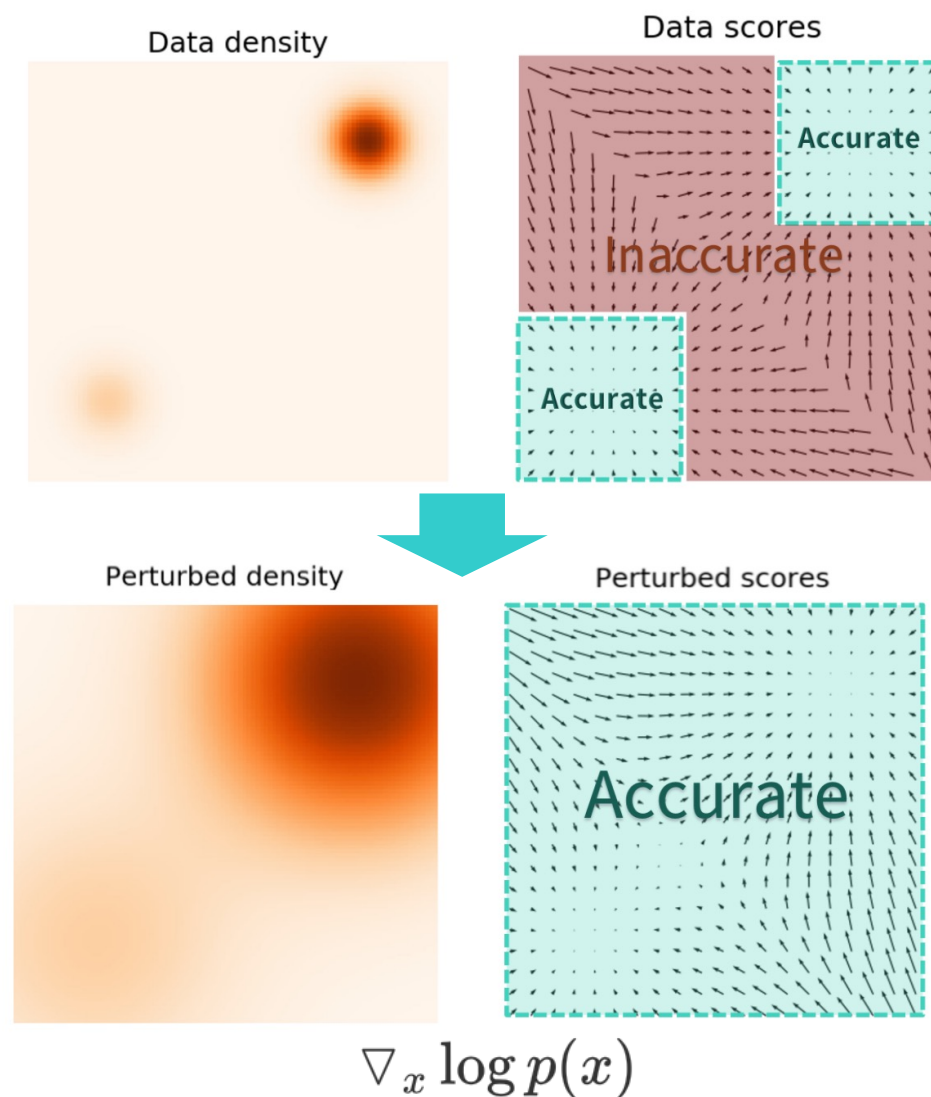 Data density
Data scores
Accurate
Inaccurate
Accurate
Perturbed density
Perturbed scores
Accurate
∇ₓ log p(x)